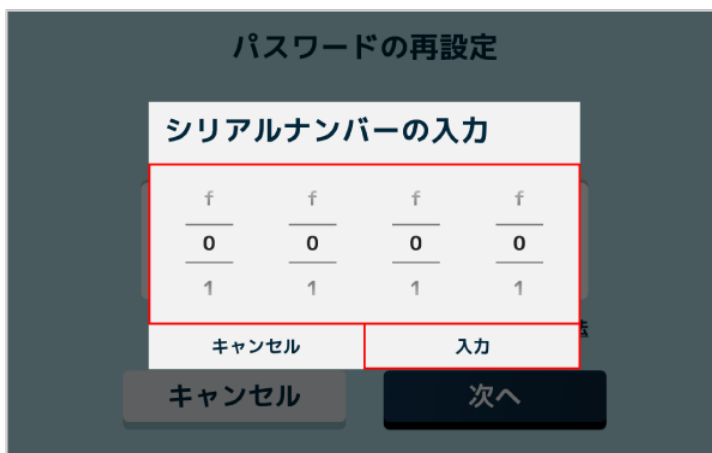 パスワードの再設定
シリアルナンバーの入力
f f f f
0 0 0 0
1 1 1 1
キャンセル 入力
キャンセル 次へ